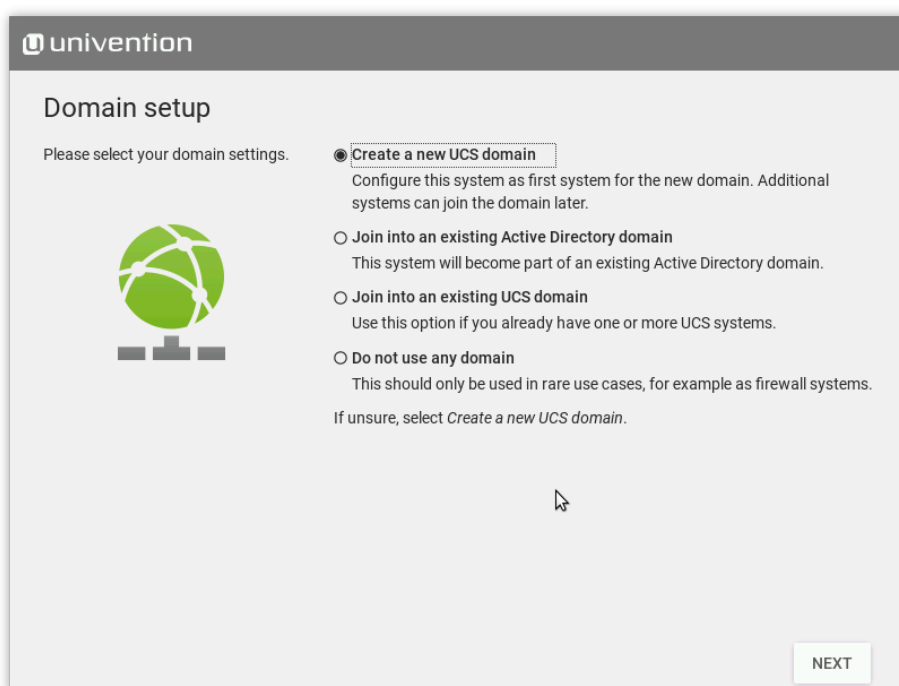 univention
Domain setup
Please select your domain settings.
Create a new UCS domain
Configure this system as first system for the new domain. Additional
systems can join the domain later.
Join into an existing Active Directory domain
This system will become part of an existing Active Directory domain.
Join into an existing UCS domain
Use this option if you already have one or more UCS systems.
Do not use any domain
This should only be used in rare use cases, for example as firewall systems.
If unsure, select Create a new UCS domain.
NEXT